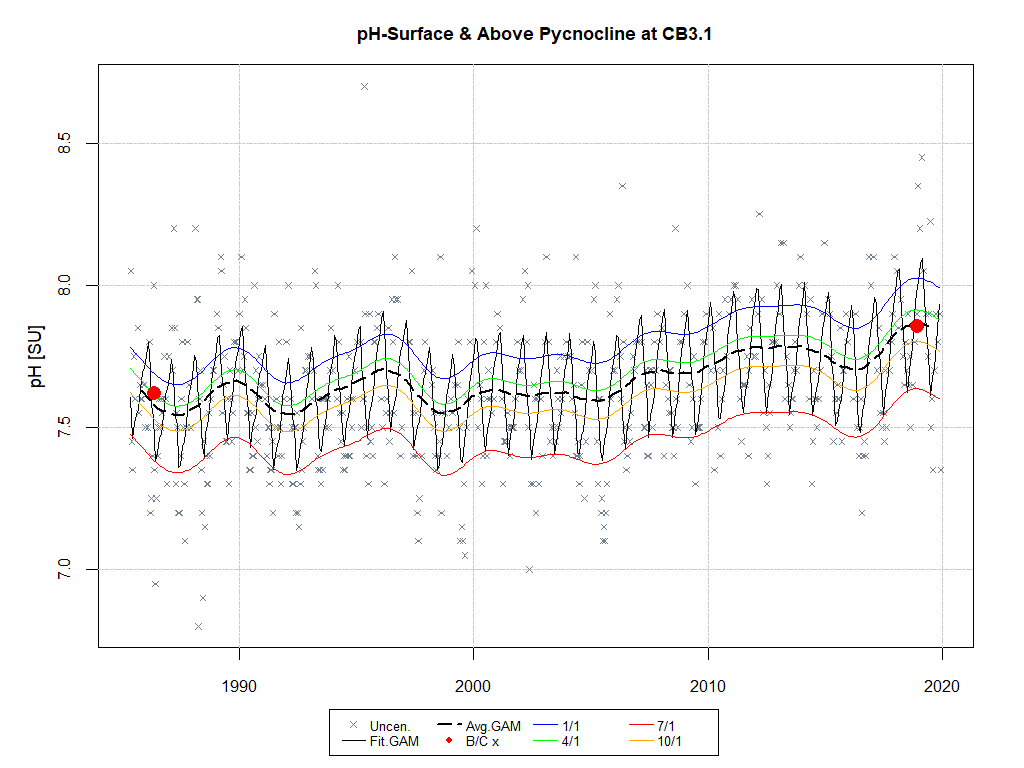 pH-Surface & Above Pycnocline at CB3.1
pH [SU]
8.5
8.0
7.5
7.0
1990 2000 2010 2020
Uncen. Avg.GAM 1/1 7/1
Fit.GAM B/C x 4/1 10/1